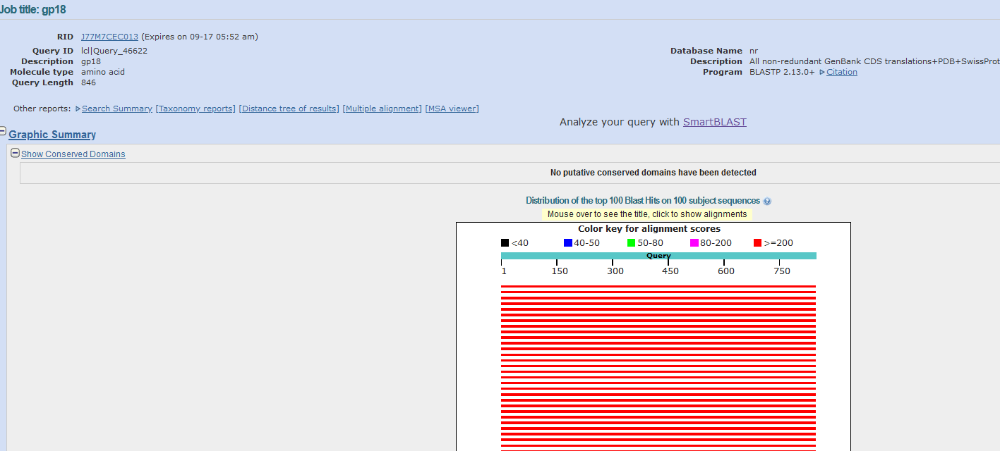 Job title: gp18
RID J77M7CEC013 (Expires on 09-17 05:52 am)
Query ID lcl|Query_46622
Description gp18
Molecule type amino acid
Query Length 846
Database Name nr
Description All non-redundant GenBank CDS translations+PDB+SwissProt
Program BLASTP 2.13.0+ Citation
Other reports: Search Summary [Taxonomy reports] [Distance tree of results] [Multiple alignment] [MSA viewer]
Analyze your query with SmartBLAST
Graphic Summary
Show Conserved Domains
No putative conserved domains have been detected
Distribution of the top 100 Blast Hits on 100 subject sequences ?
Mouse over to see the title, click to show alignments
Color key for alignment scores
<40 40-50 50-80 80-200 >=200
Query
1 150 300 450 600 750